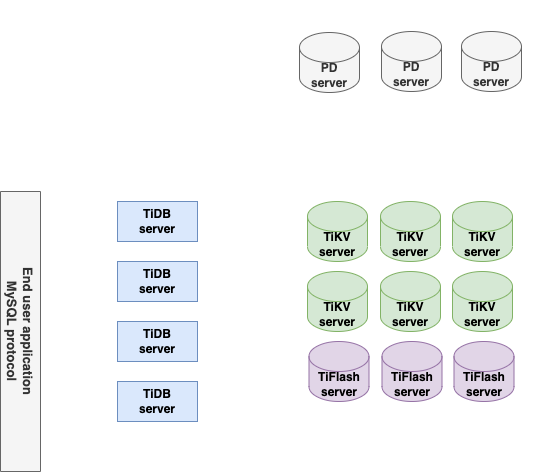 PD
server
PD
server
PD
server
End user application
MySQL protocol
TiDB
server
TiDB
server
TiDB
server
TiDB
server
TiKV
server
TiKV
server
TiKV
server
TiKV
server
TiKV
server
TiKV
server
TiFlash
server
TiFlash
server
TiFlash
server